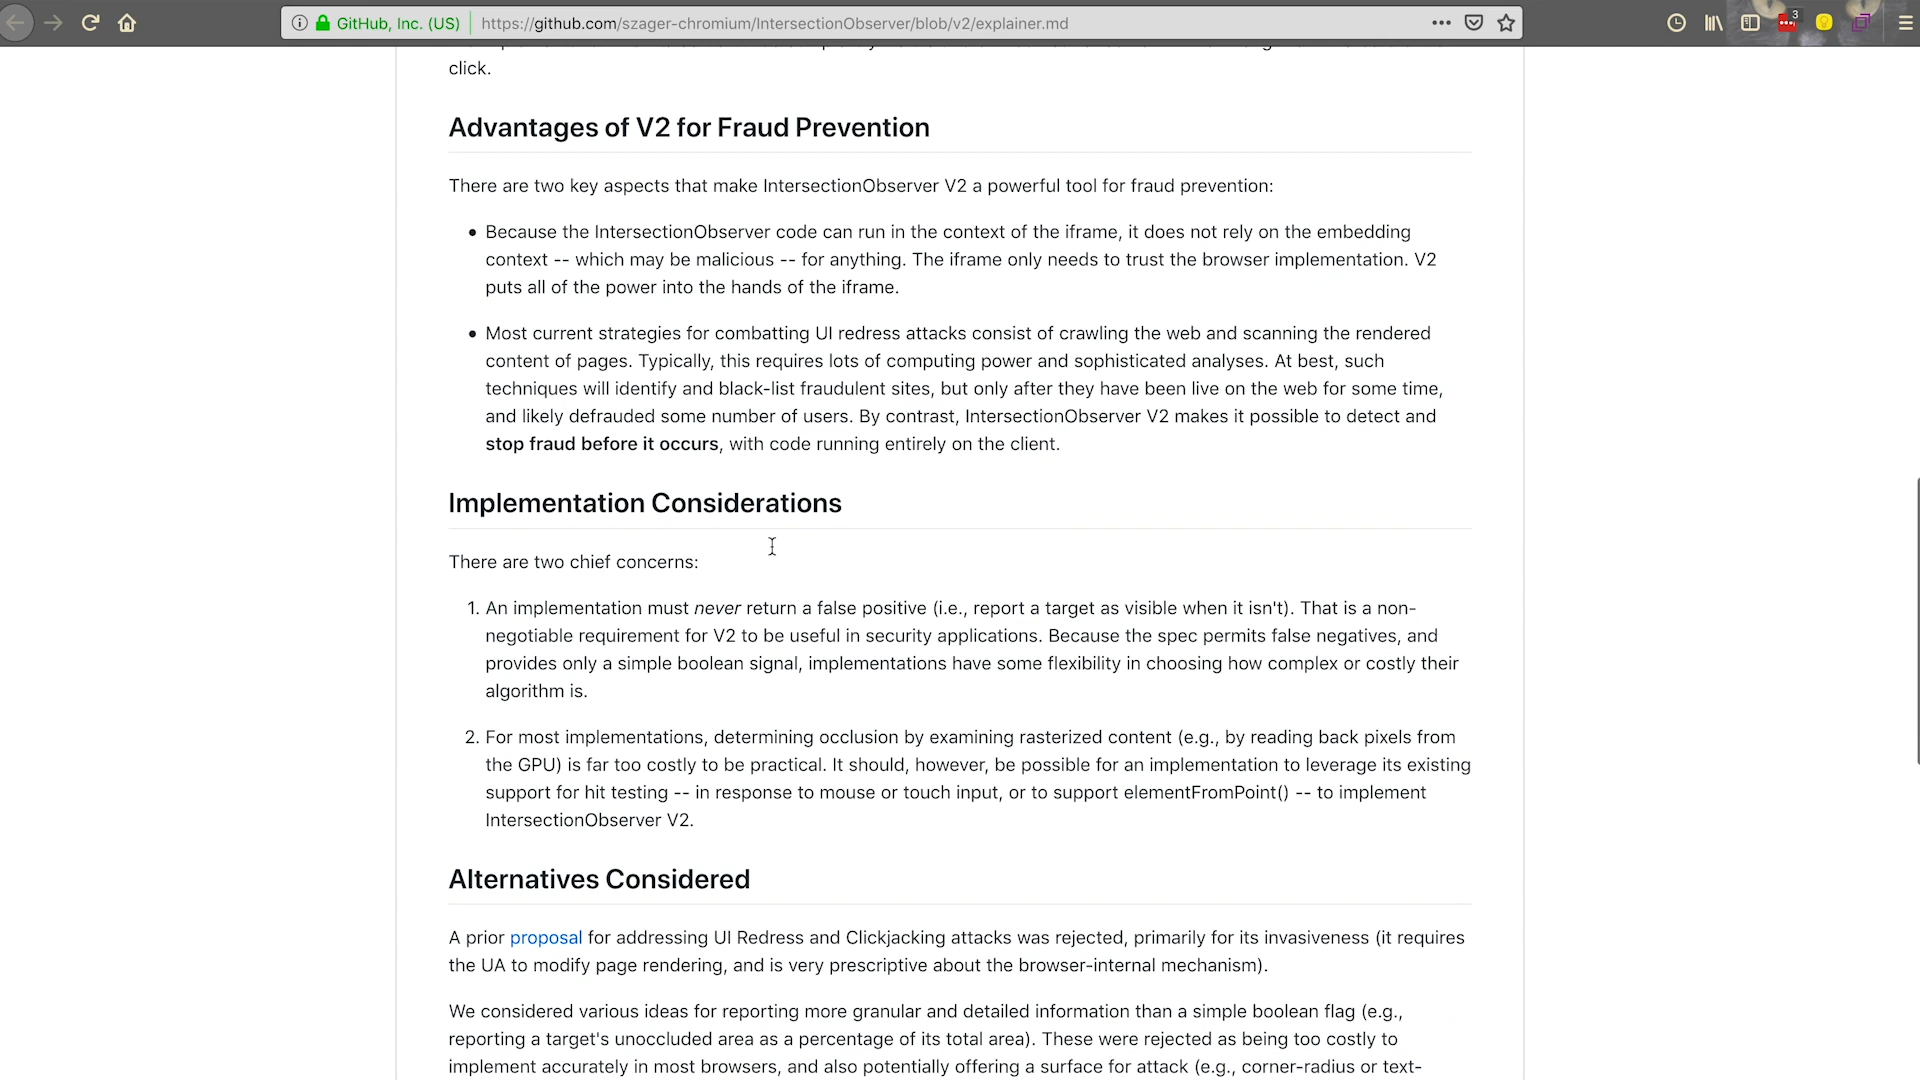 GitHub, Inc. (US)
https://github.com/szager-chromium/IntersectionObserver/blob/v2/explainer.md
3
click.
Advantages of V2 for Fraud Prevention
There are two key aspects that make IntersectionObserver V2 a powerful tool for fraud prevention:
• Because the IntersectionObserver code can run in the context of the iframe, it does not rely on the embedding
context -- which may be malicious -- for anything. The iframe only needs to trust the browser implementation. V2
puts all of the power into the hands of the iframe.
• Most current strategies for combatting UI redress attacks consist of crawling the web and scanning the rendered
content of pages. Typically, this requires lots of computing power and sophisticated analyses. At best, such
techniques will identify and black-list fraudulent sites, but only after they have been live on the web for some time,
and likely defrauded some number of users. By contrast, IntersectionObserver V2 makes it possible to detect and
stop fraud before it occurs, with code running entirely on the client.
Implementation Considerations
There are two chief concerns:
1. An implementation must never return a false positive (i.e., report a target as visible when it isn't). That is a non-
negotiable requirement for V2 to be useful in security applications. Because the spec permits false negatives, and
provides only a simple boolean signal, implementations have some flexibility in choosing how complex or costly their
algorithm is.
2. For most implementations, determining occlusion by examining rasterized content (e.g., by reading back pixels from
the GPU) is far too costly to be practical. It should, however, be possible for an implementation to leverage its existing
support for hit testing -- in response to mouse or touch input, or to support elementFromPoint() -- to implement
IntersectionObserver V2.
Alternatives Considered
A prior proposal for addressing UI Redress and Clickjacking attacks was rejected, primarily for its invasiveness (it requires
the UA to modify page rendering, and is very prescriptive about the browser-internal mechanism).
We considered various ideas for reporting more granular and detailed information than a simple boolean flag (e.g.,
reporting a target's unoccluded area as a percentage of its total area). These were rejected as being too costly to
implement accurately in most browsers, and also potentially offering a surface for attack (e.g., corner-radius or text-